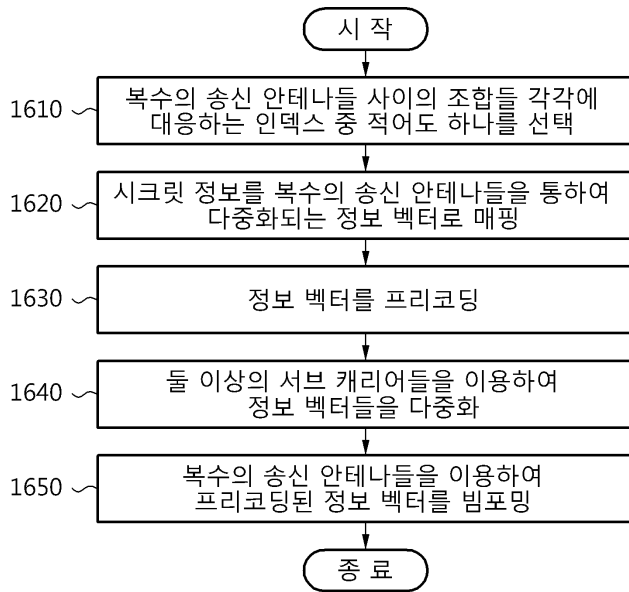 시 작
1610
복수의 송신 안테나들 사이의 조합들 각각에
대응하는 인덱스 중 적어도 하나를 선택
1620
시크릿 정보를 복수의 송신 안테나들을 통하여
다중화되는 정보 벡터로 매핑
1630
정보 벡터를 프리코딩
1640
둘 이상의 서브 캐리어들을 이용하여
정보 벡터들을 다중화
1650
복수의 송신 안테나들을 이용하여
프리코딩된 정보 벡터를 빔포밍
종 료